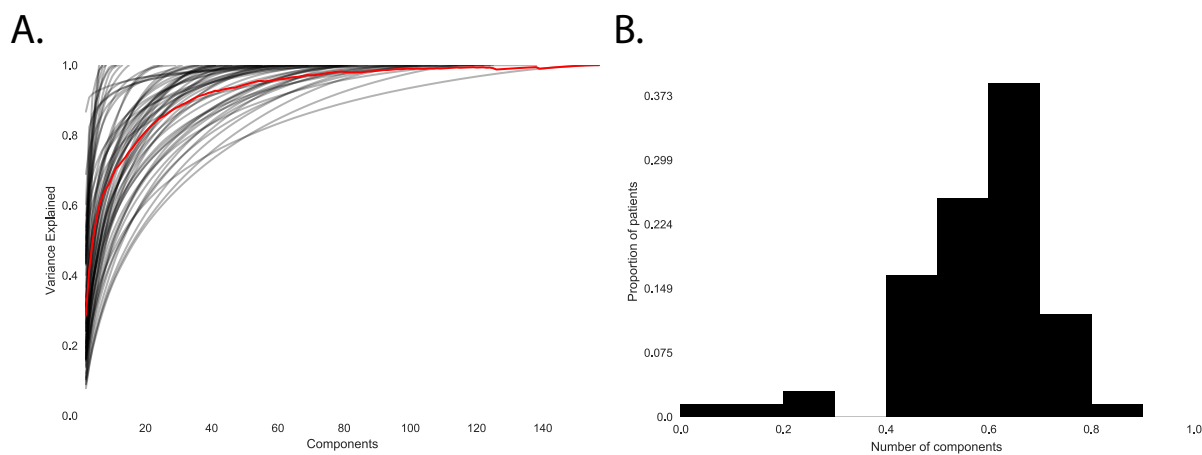 A.
1.0
0.8
0.6
0.4
0.2
0.0
Variance Explained
20 40 60 80 100 120 140
Components
B.
0.373
0.299
0.224
0.149
0.075
0.0
Proportion of patients
0.0 0.2 0.4 0.6 0.8 1.0
Number of components